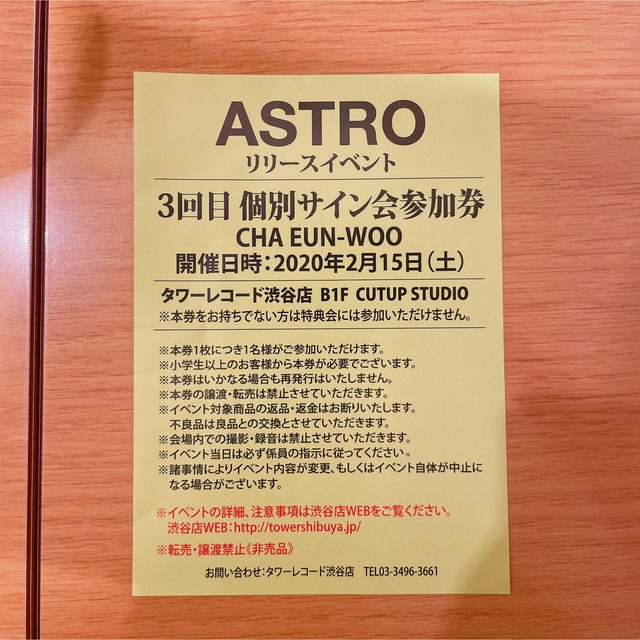 ASTRO
リリースイベント
3回目 個別サイン会参加券
CHA EUN-WOO
開催日時：2020年2月15日（土）
タワーレコード渋谷店 B1F CUTUP STUDIO
※本券をお持ちでない方は特典会には参加いただけません。
※本券1枚につき1名様がご参加いただけます。
※小学生以上のお客様から本券が必要でございます。
※本券はいかなる場合も再発行はいたしません。
※本券の譲渡・転売は禁止させていただきます。
※イベント対象商品の返品・返金はお断りいたします。
不良品は良品との交換とさせていただきます。
※会場内での撮影・録音は禁止させていただきます。
※イベント当日は必ず係員の指示に従ってください。
※諸事情によりイベント内容が変更、もしくはイベント自体が中止に
なる場合がございます。
※イベントの詳細、注意事項は渋谷店WEBをご覧ください。
渋谷店WEB：http://towershibuya.jp/
※転売・譲渡禁止《非売品》
お問い合わせ：タワーレコード渋谷店 TEL03-3496-3661